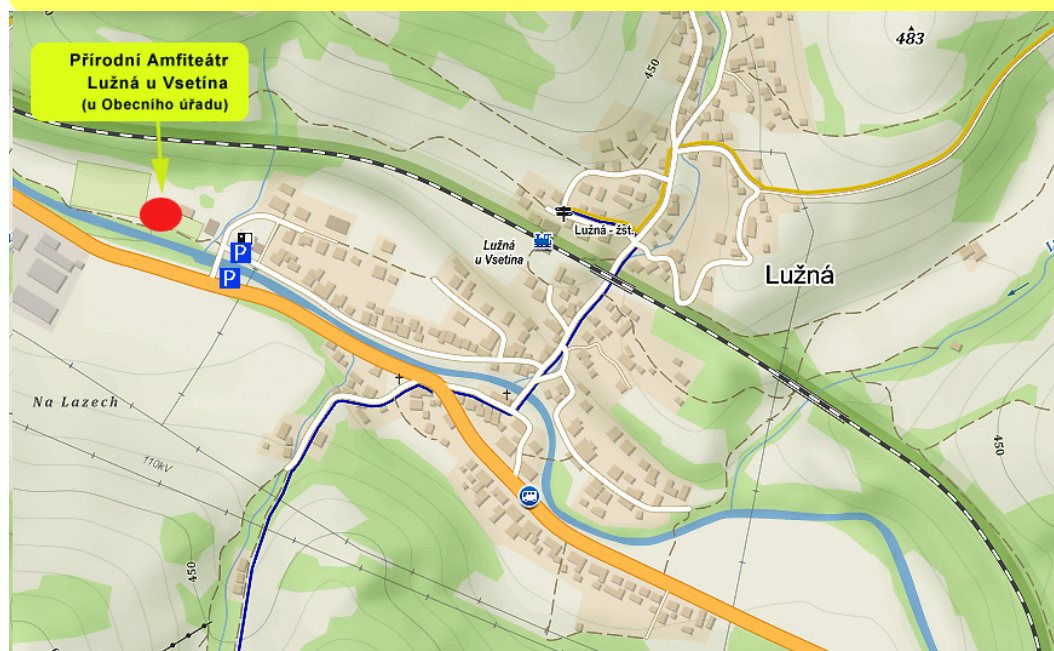 483
Přírodní Amfiteátr
Lužná u Vsetína
(u Obecního úřadu)
450
Lužná - žst.
Lužná
u Vsetína
P
P
Lužná
Na Lazech
110kV
450
450